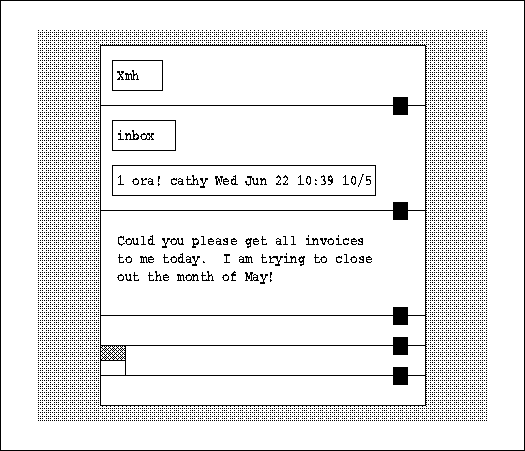 Xmh
inbox
1 ora! cathy Wed Jun 22 10:39 10/5
Could you please get all invoices
to me today.  I am trying to close
out the month of May!